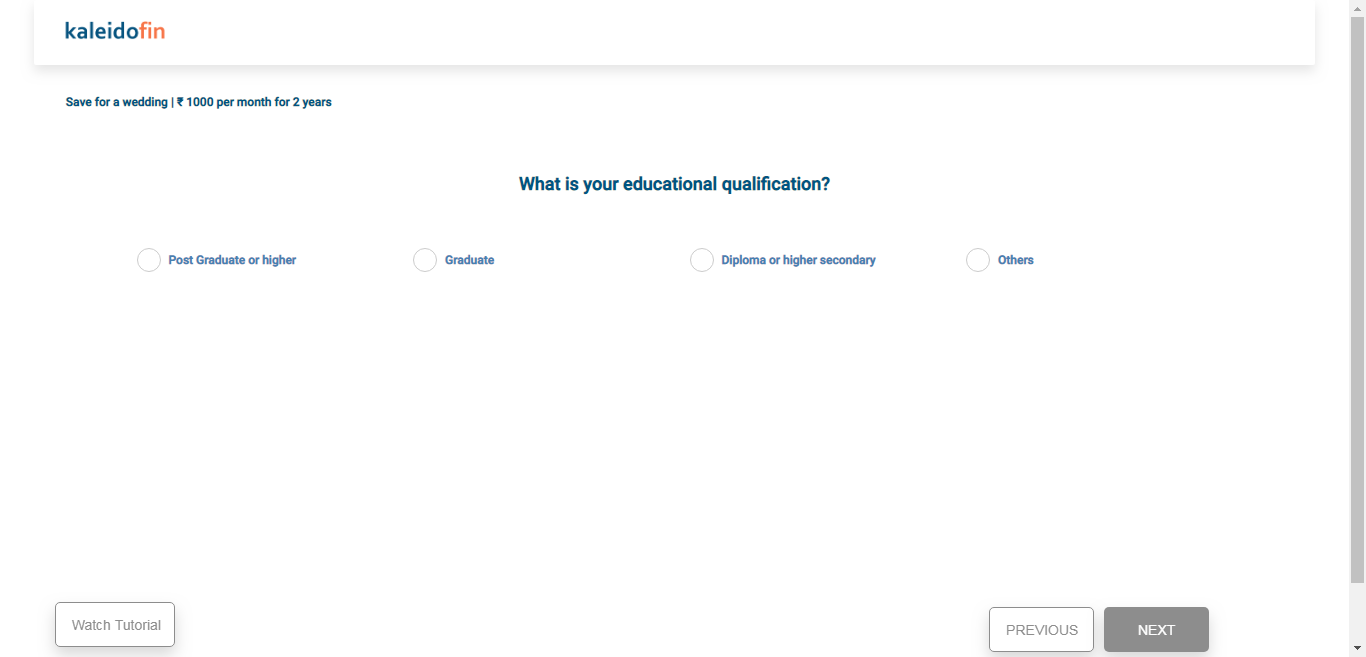 kaleidofin
Save for a wedding | ₹ 1000 per month for 2 years
What is your educational qualification?
Post Graduate or higher
Graduate
Diploma or higher secondary
Others
Watch Tutorial
PREVIOUS
NEXT